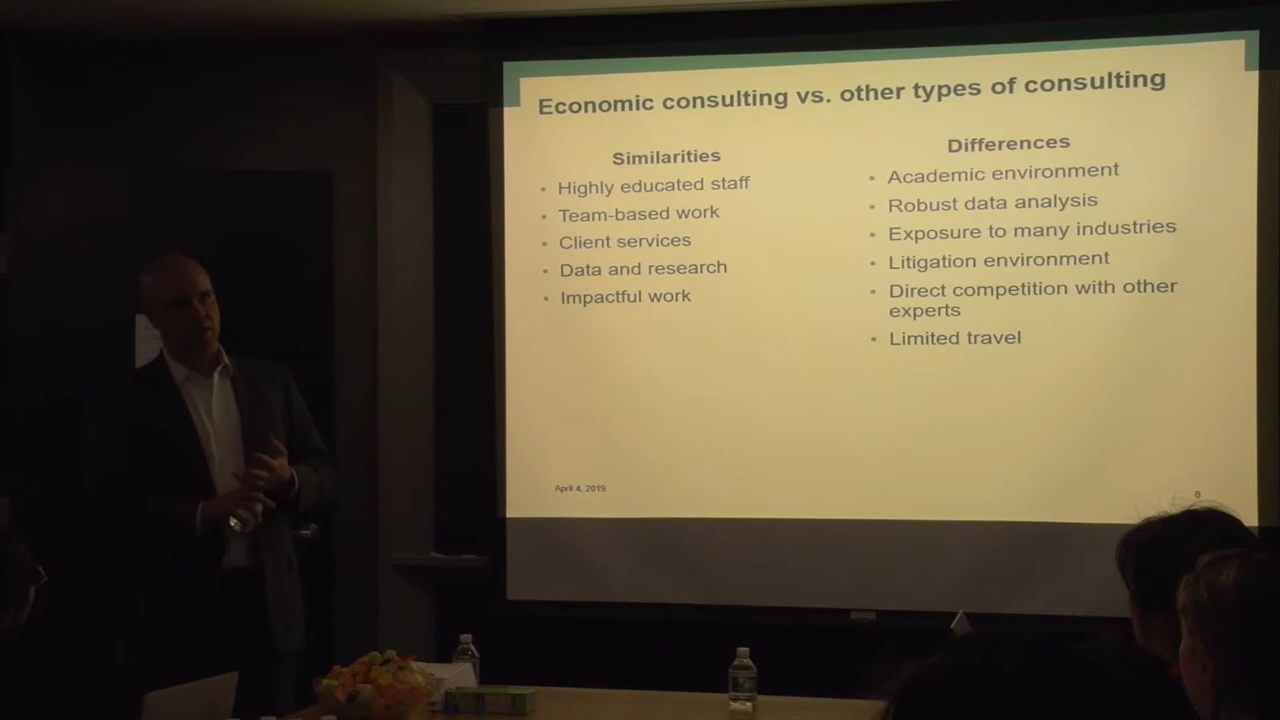 Economic consulting vs. other types of consulting
Similarities
• Highly educated staff
• Team-based work
• Client services
• Data and research
• Impactful work
Differences
• Academic environment
• Robust data analysis
• Exposure to many industries
• Litigation environment
• Direct competition with other
experts
• Limited travel
April 4, 2019
8